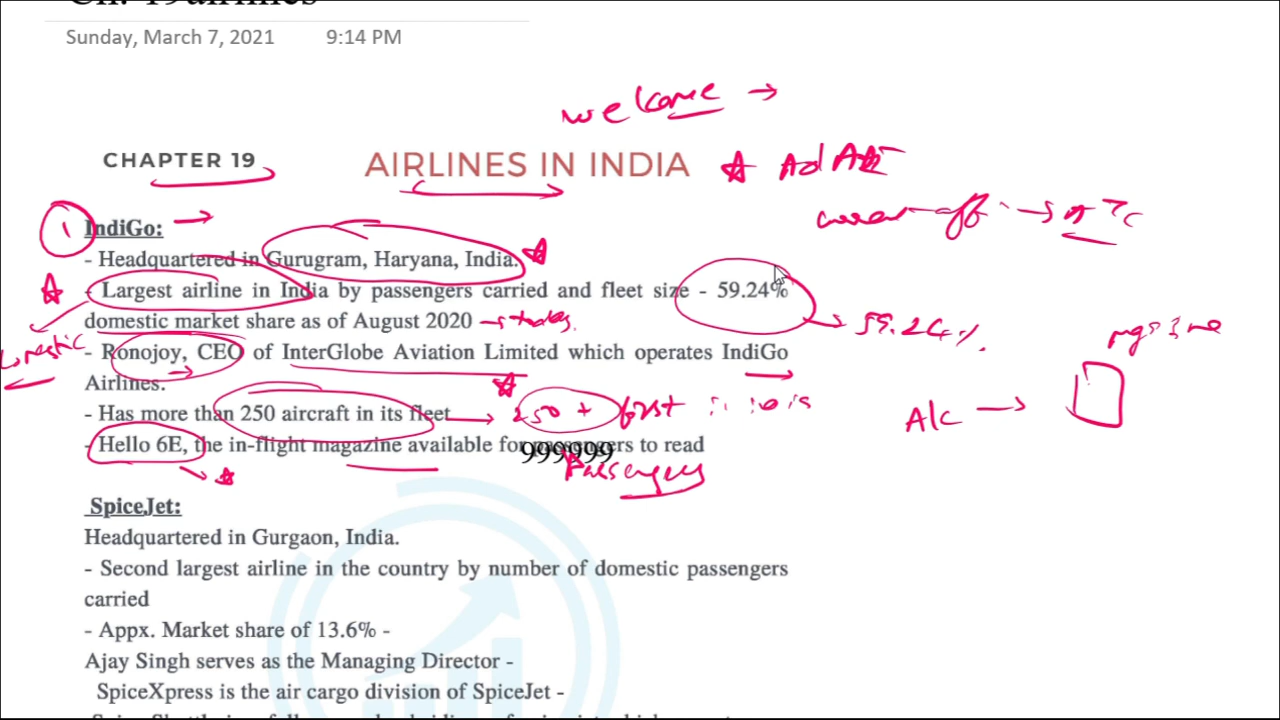 Ch. 19airlines
Sunday, March 7, 2021 9:14 PM
welcome →
CHAPTER 19 AIRLINES IN INDIA
1 IndiGo:
- Headquartered in Gurugram, Haryana, India.
- Largest airline in India by passengers carried and fleet size - 59.24%
domestic market share as of August 2020
59.24%
- Ronojoy, CEO of InterGlobe Aviation Limited which operates IndiGo
Airlines.
- Has more than 250 aircraft in its fleet 250 + first
A/c →
- Hello 6E, the in-flight magazine available for passengers to read
999999
Passengers
SpiceJet:
Headquartered in Gurgaon, India.
- Second largest airline in the country by number of domestic passengers
carried
- Appx. Market share of 13.6% -
Ajay Singh serves as the Managing Director -
SpiceXpress is the air cargo division of SpiceJet -